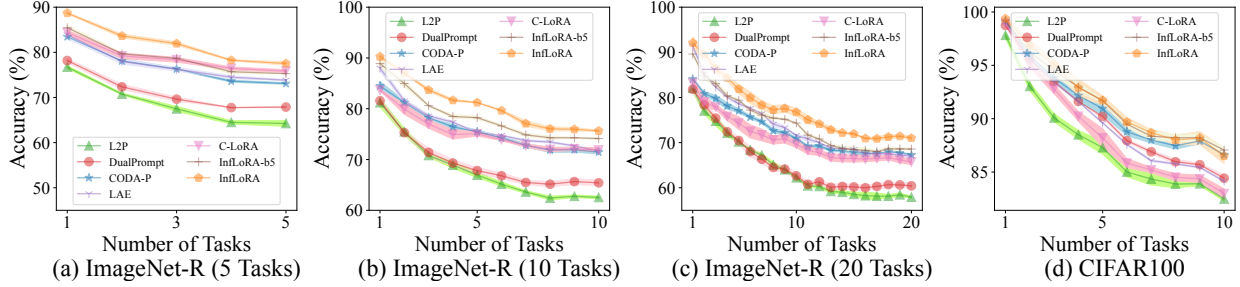 Accuracy (%)
90
80
70
60
50
L2P
DualPrompt
CODA-P
LAE
C-LoRA
InfLoRA-b5
InfLoRA
1
3
5
Number of Tasks
(a) ImageNet-R (5 Tasks)
Accuracy (%)
100
90
80
70
60
L2P
DualPrompt
CODA-P
LAE
C-LoRA
InfLoRA-b5
InfLoRA
1
5
10
Number of Tasks
(b) ImageNet-R (10 Tasks)
Accuracy (%)
100
90
80
70
60
L2P
DualPrompt
CODA-P
LAE
C-LoRA
InfLoRA-b5
InfLoRA
1
10
20
Number of Tasks
(c) ImageNet-R (20 Tasks)
Accuracy (%)
100
95
90
85
L2P
DualPrompt
CODA-P
LAE
C-LoRA
InfLoRA-b5
InfLoRA
1
5
10
Number of Tasks
(d) CIFAR100